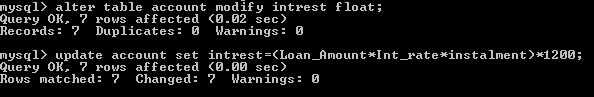 mysql> alter table account modify intrest float;
Query OK, 7 rows affected (0.02 sec)
Records: 7  Duplicates: 0  Warnings: 0
mysql> update account set intrest=(Loan_Amount*Int_rate*instalment)*1200;
Query OK, 7 rows affected (0.00 sec)
Rows matched: 7  Changed: 7  Warnings: 0